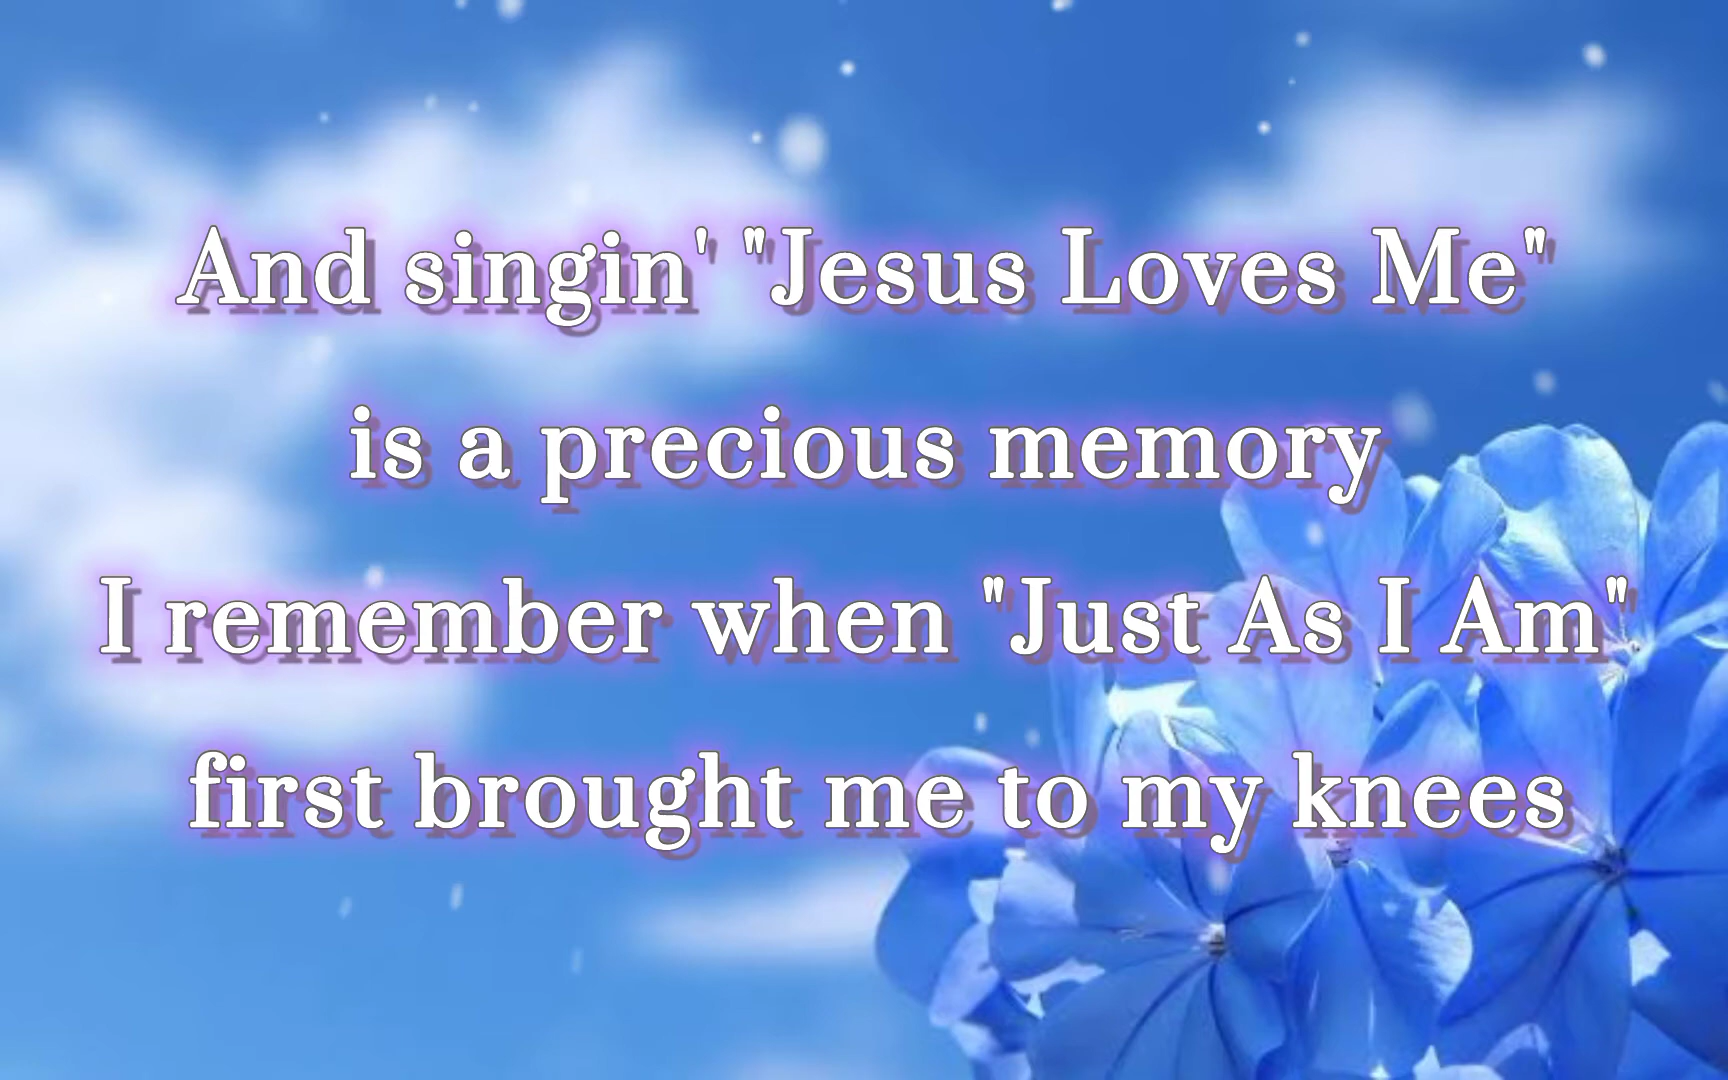 And singin' "Jesus Loves Me"
is a precious memory
I remember when "Just As I Am"
first brought me to my knees